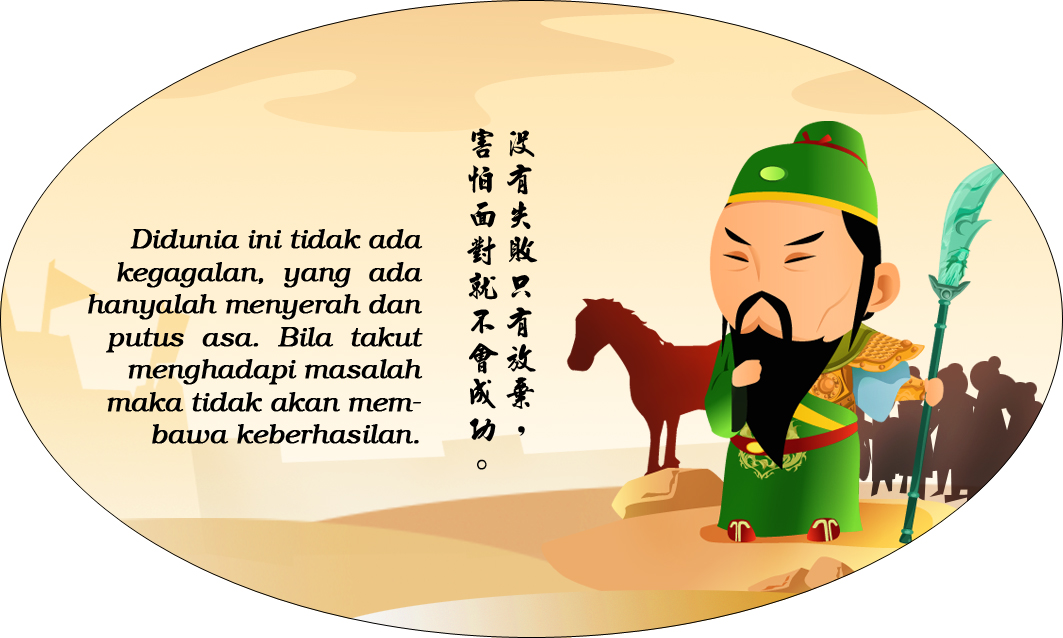 Didunia ini tidak ada
kegagalan, yang ada
hanyalah menyerah dan
putus asa. Bila takut
menghadapi masalah
maka tidak akan mem-
bawa keberhasilan.
没有失敗只有放棄，
害怕面對就不會成功。